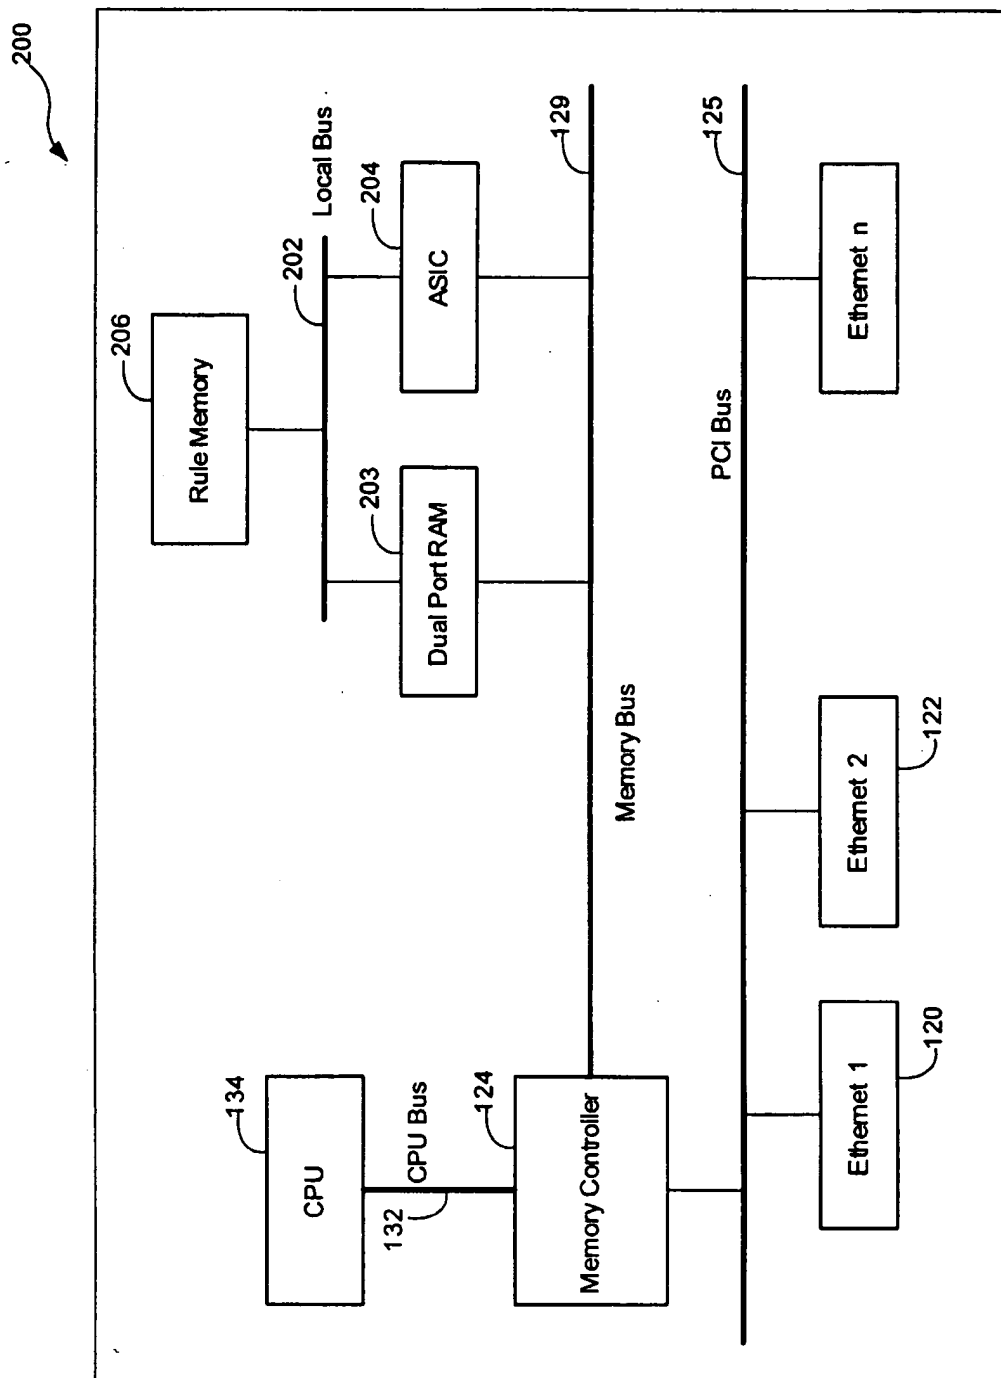 200
206
Rule Memory
Local Bus
202
203
Dual Port RAM
204
ASIC
134
CPU
CPU Bus
132
124
Memory Controller
Memory Bus
129
PCI Bus
125
Ethernet 1
120
Ethernet 2
122
Ethernet n